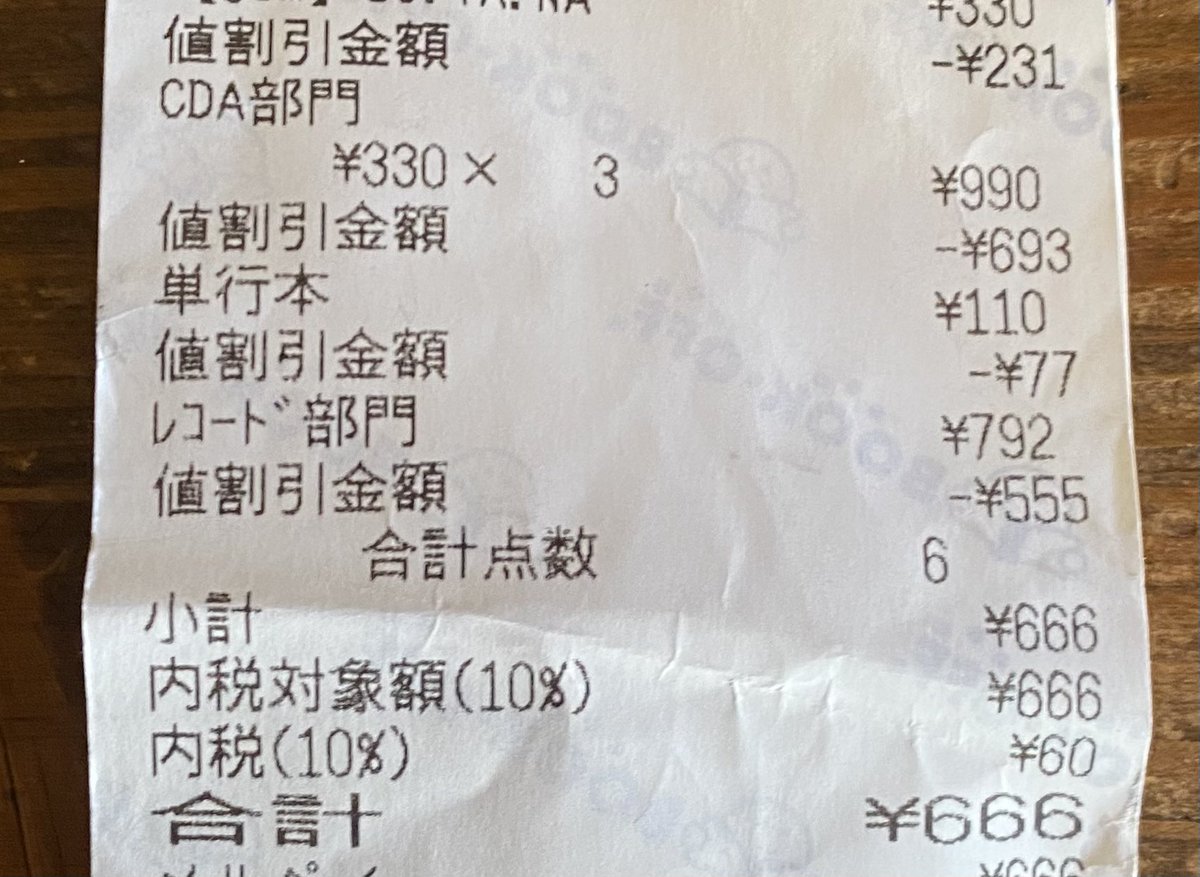 ¥330
値割引金額 -¥231
CDA部門
¥330× 3 ¥990
値割引金額 -¥693
単行本 ¥110
値割引金額 -¥77
ﾚｺｰﾄﾞ部門 ¥792
値割引金額 -¥555
合計点数 6
小計 ¥666
内税対象額(10%) ¥666
内税(10%) ¥60
合計 ¥666
¥666